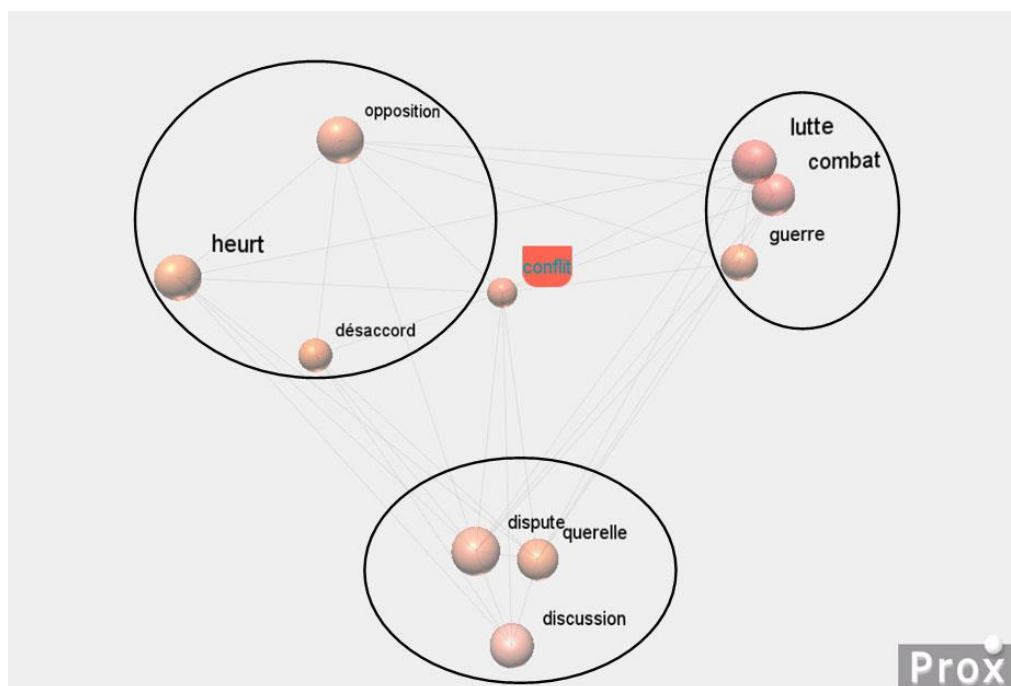 opposition
lutte
combat
heurt
guerre
conflit
désaccord
dispute
querelle
discussion
Prox